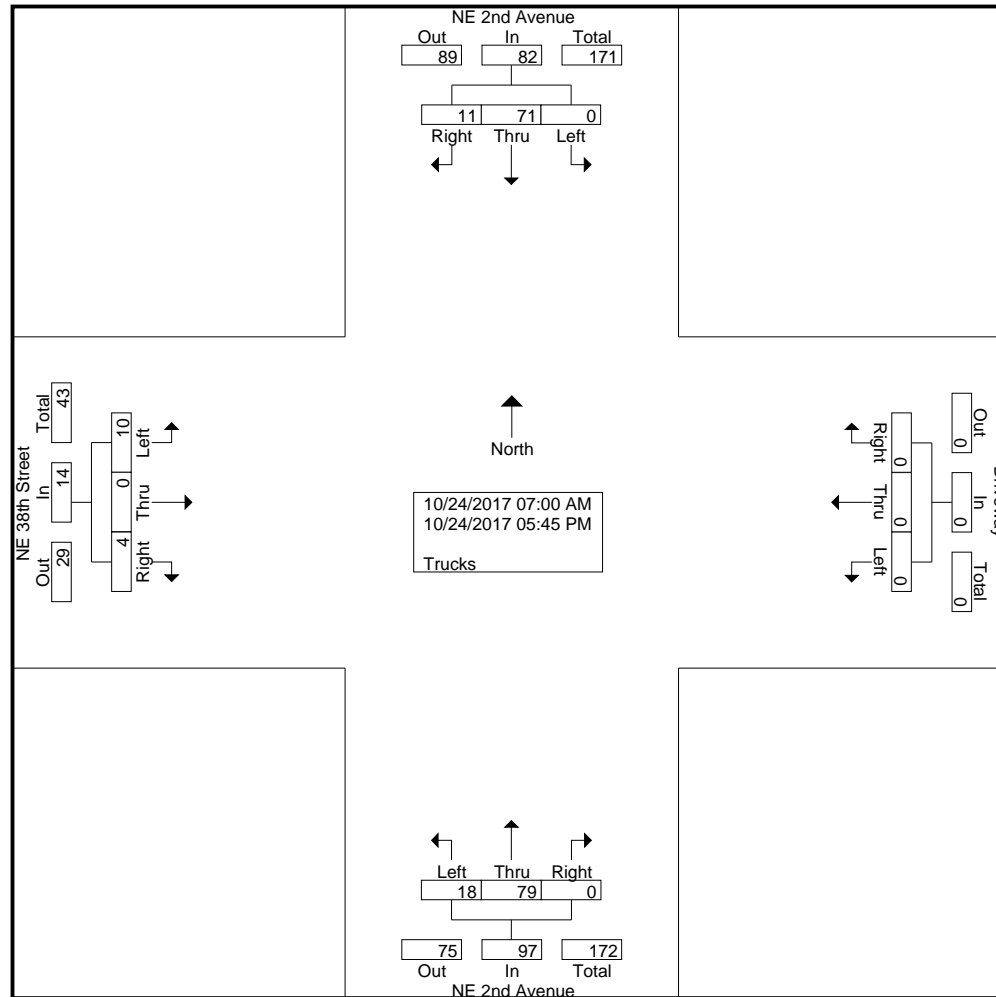 NE 2nd Avenue
Out In Total
89 82 171
11 71 0
Right Thru Left
NE 38th Street
Total In Out
43 14 29
10 0 4
Left Thru Right
North
10/24/2017 07:00 AM
10/24/2017 05:45 PM
Trucks
Right Thru Left
0 0 0
Out In Total
0 0 0
Left Thru Right
18 79 0
75 97 172
Out In Total
NE 2nd Avenue